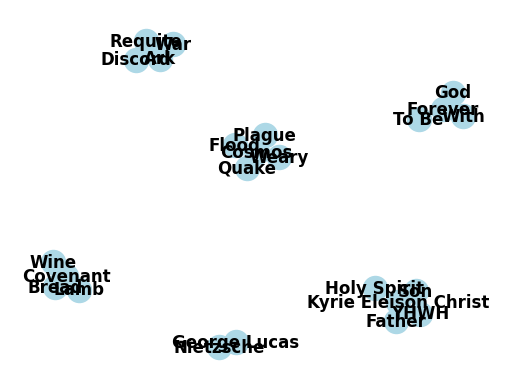 Requite
War
Discord
Ark
God
Forever
To Be
With
Plague
Flood
Cosmos
Weary
Quake
Wine
Covenant
Bread
Lamb
Holy Spirit
Son
Kyrie Eleison
Christ
YHWH
Father
George Lucas
Nietzsche